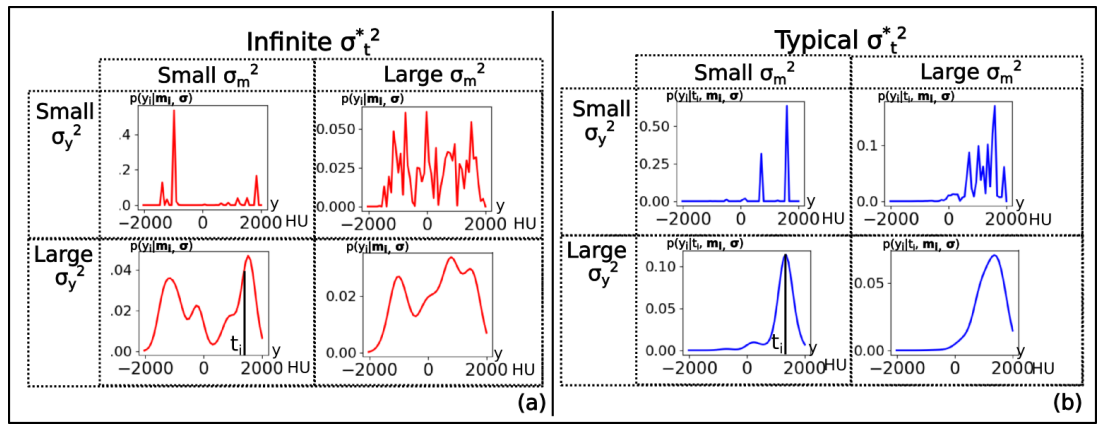 Infinite σ*t²
Small σm²
Large σm²
Small σy²
p(yi|mi, σ)
.4
.2
.0
−2000 0 2000 HU
y
p(yi|mi, σ)
0.050
0.025
0.000
−2000 0 2000
y
Large σy²
p(yi|mi, σ)
.04
.02
.00
ti
−2000 0 2000
y
p(yi|mi, σ)
0.02
0.00
−2000 0 2000
y
(a)
Typical σ*t²
Small σm²
Large σm²
Small σy²
p(yi|ti, mi, σ)
0.50
0.25
0.00
−2000 0 2000 HU
y
p(yi|ti, mi, σ)
0.1
0.0
−2000 0 2000
y
Large σy²
p(yi|ti, mi, σ)
0.10
0.05
0.00
ti
−2000 0 2000 HU
y
p(yi|ti, mi, σ)
0.05
0.00
−2000 0 2000 HU
y
(b)